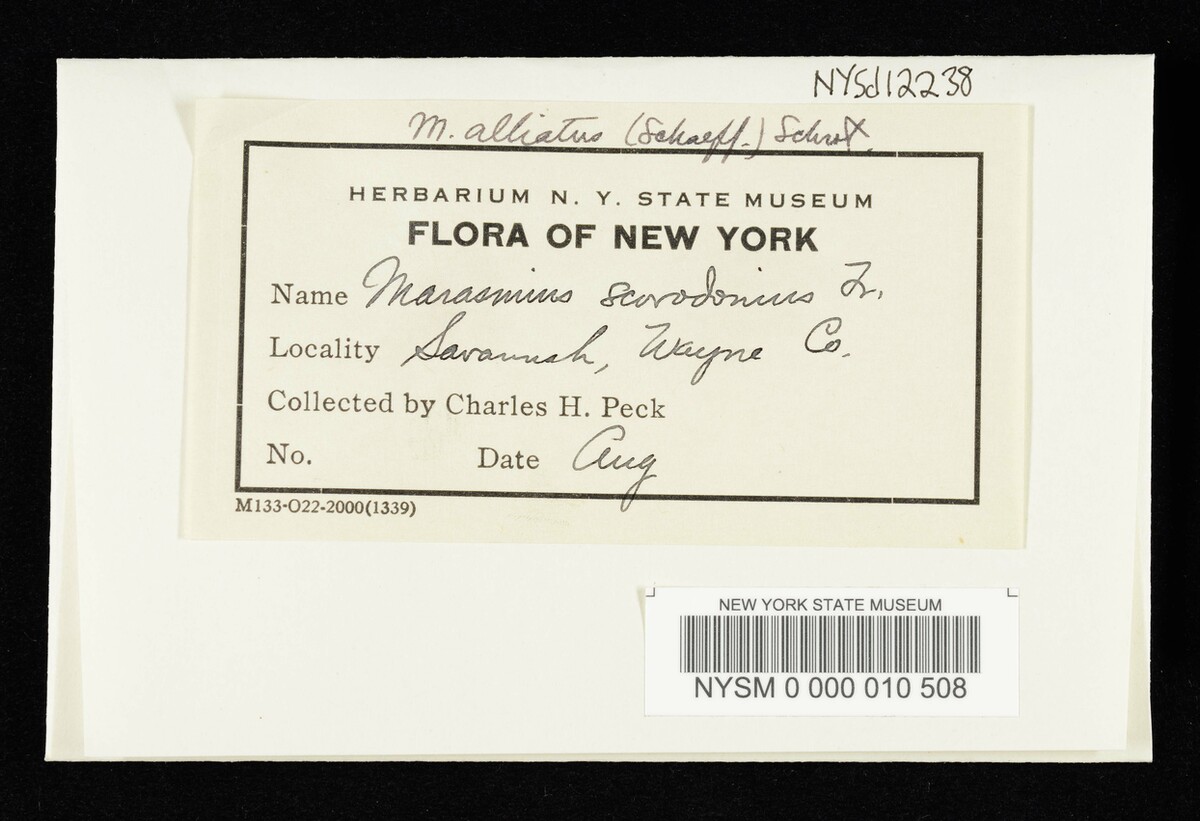 NYSd12238
M. alliatus (Schaeff.) Schroet.
HERBARIUM N. Y. STATE MUSEUM
FLORA OF NEW YORK
Name Marasmius scorodonius Fr.
Locality Savannah, Wayne Co.
Collected by Charles H. Peck
No. Date Aug
M133-O22-2000(1339)
NEW YORK STATE MUSEUM
NYSM 0 000 010 508